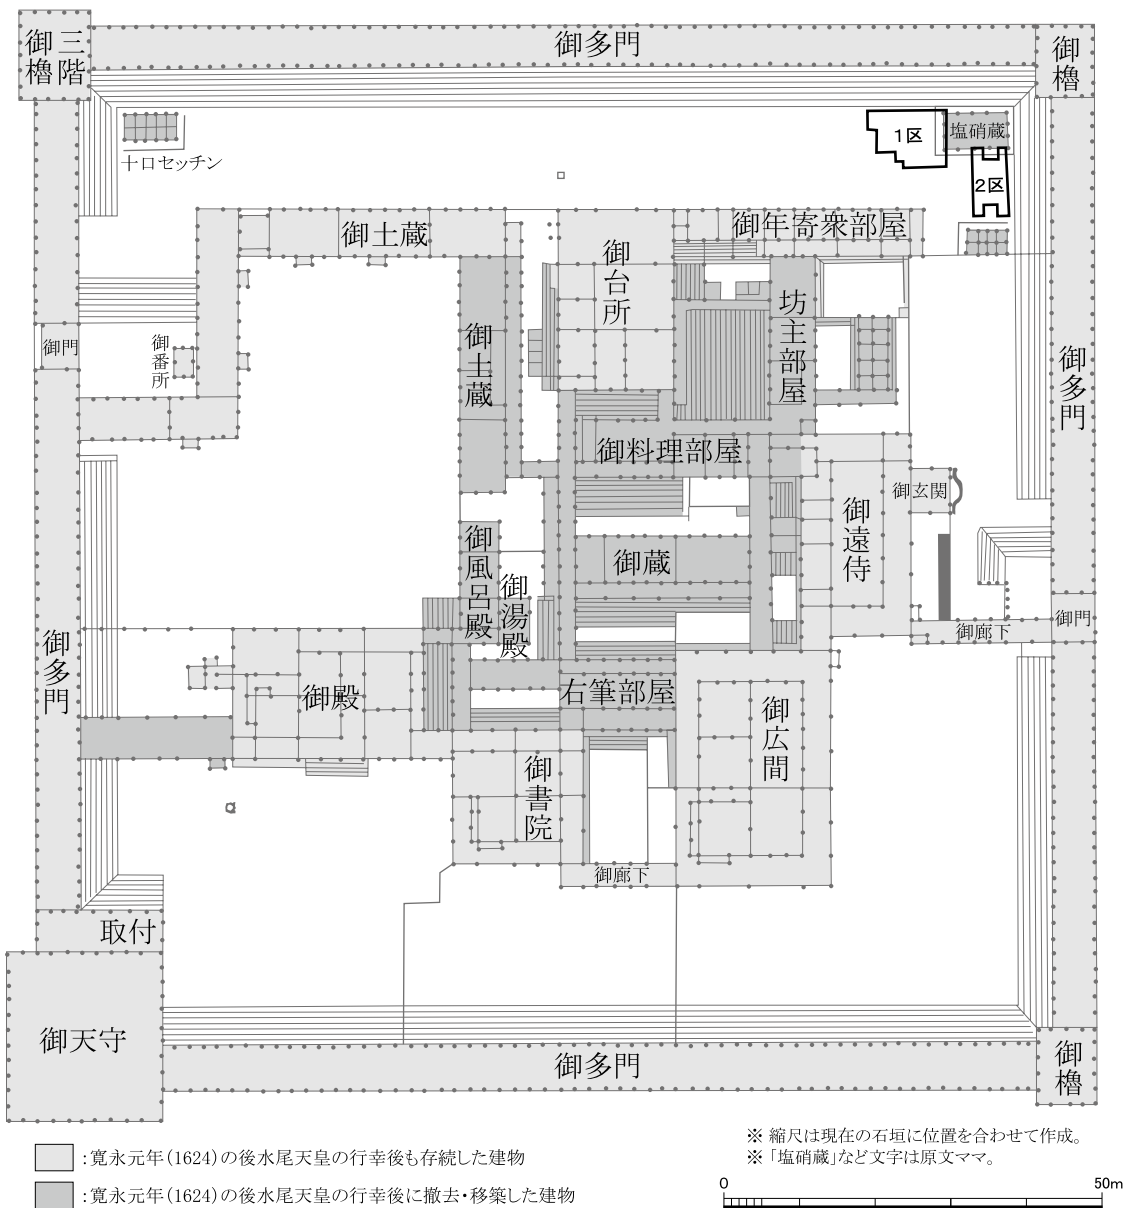 三階
御櫓
御多門
御櫓
1区
塩硝蔵
2区
十口セッチン
御土蔵
御台所
御年寄衆部屋
坊主部屋
御土蔵
御門
御番所
御多門
御料理部屋
御玄関
御遠侍
御蔵
御風呂殿
御湯殿
御廊下
御門
御多門
御殿
右筆部屋
御広間
御書院
御廊下
取付
御天守
御多門
御櫓
:寛永元年(1624)の後水尾天皇の行幸後も存続した建物
:寛永元年(1624)の後水尾天皇の行幸後に撤去・移築した建物
※ 縮尺は現在の石垣に位置を合わせて作成。
※「塩硝蔵」など文字は原文ママ。
0 50m